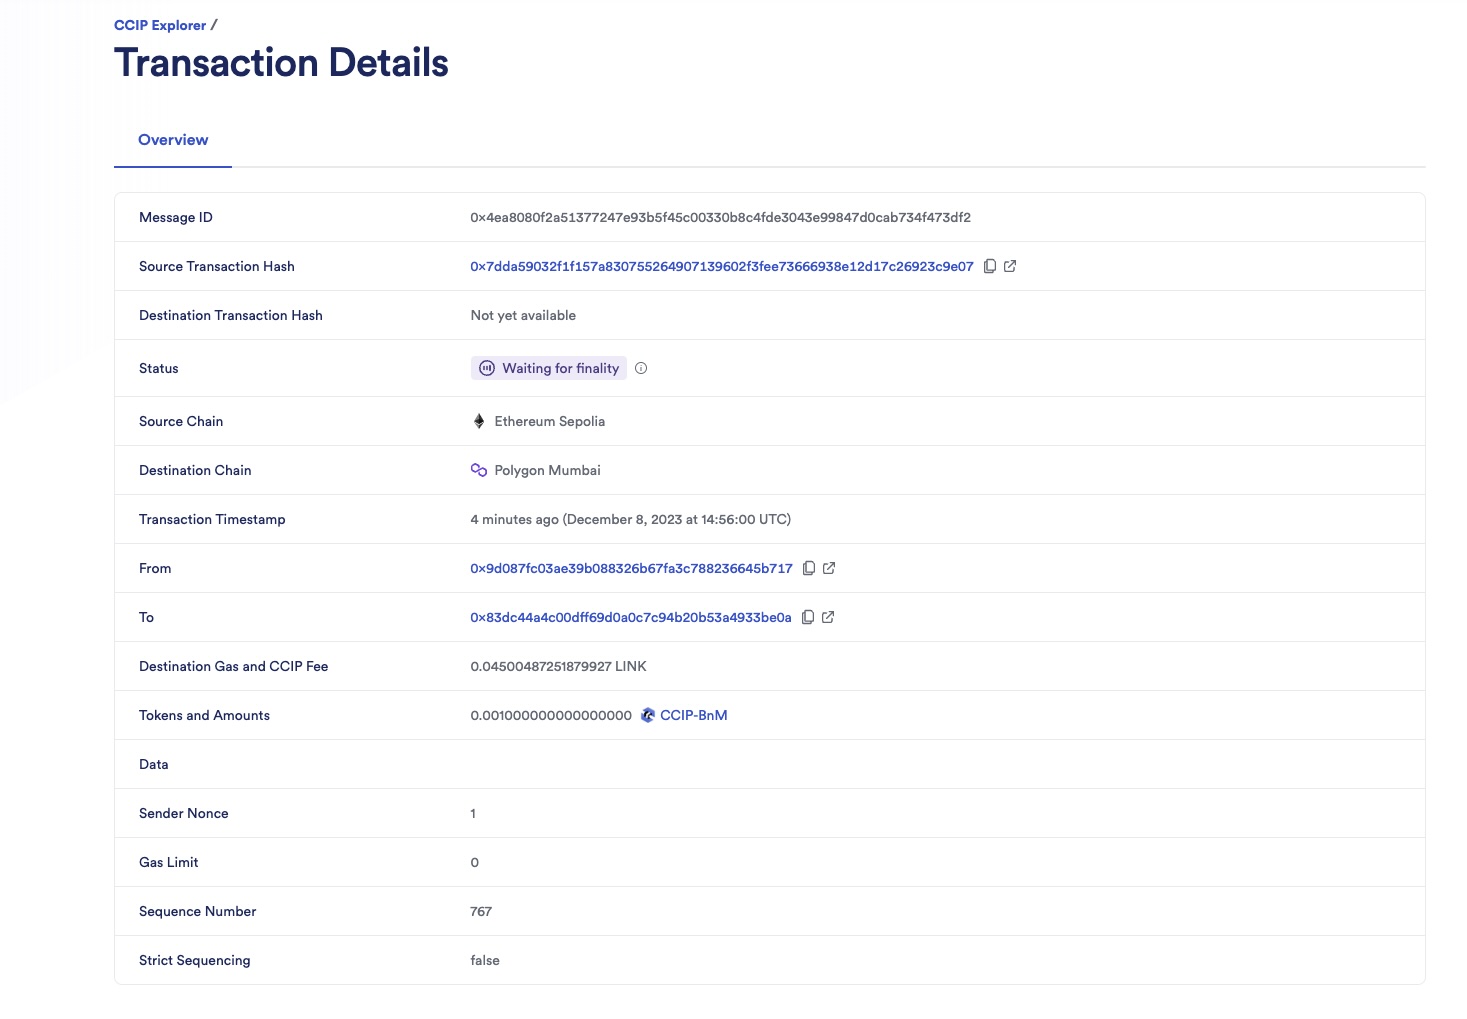 CCIP Explorer /
Transaction Details
Overview
Message ID 0x4ea8080f2a51377247e93b5f45c00330b8c4fde3043e99847d0cab734f473df2
Source Transaction Hash 0x7dda59032f1f157a830755264907139602f3fee73666938e12d17c26923c9e07
Destination Transaction Hash Not yet available
Status Waiting for finality
Source Chain Ethereum Sepolia
Destination Chain Polygon Mumbai
Transaction Timestamp 4 minutes ago (December 8, 2023 at 14:56:00 UTC)
From 0x9d087fc03ae39b088326b67fa3c788236645b717
To 0x83dc44a4c00dff69d0a0c7c94b20b53a4933be0a
Destination Gas and CCIP Fee 0.04500487251879927 LINK
Tokens and Amounts 0.001000000000000000 CCIP-BnM
Data
Sender Nonce 1
Gas Limit 0
Sequence Number 767
Strict Sequencing false